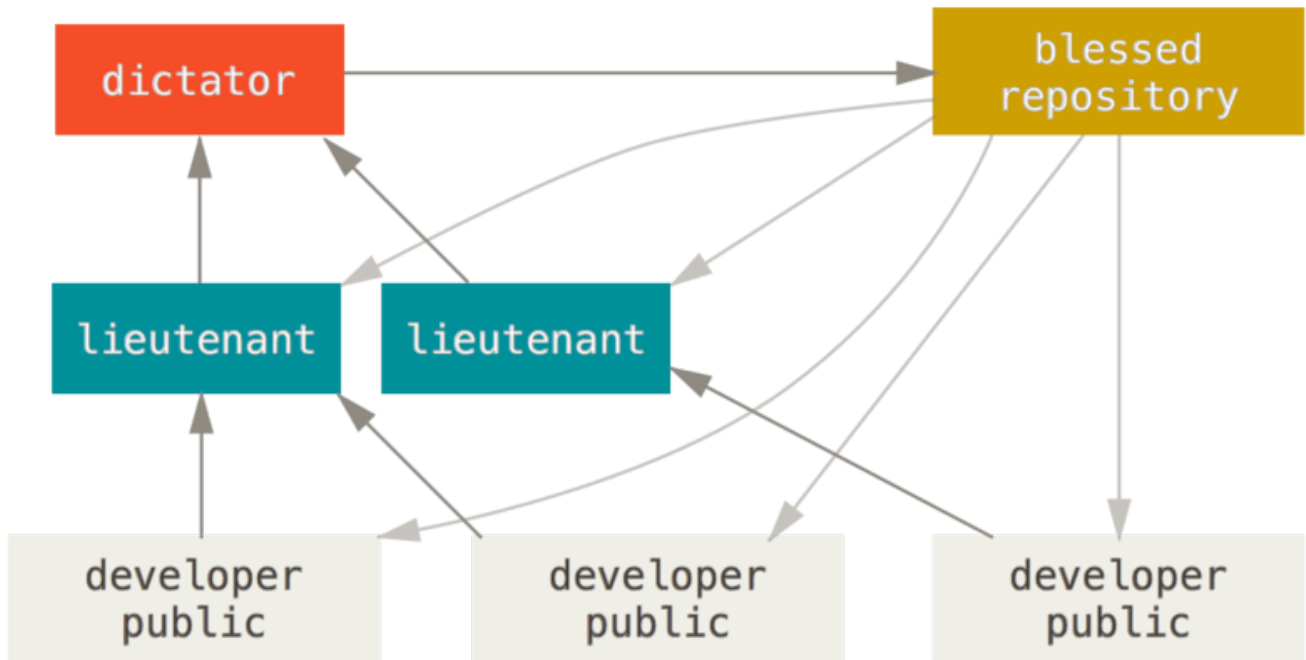 dictator
blessed
repository
lieutenant
lieutenant
developer
public
developer
public
developer
public